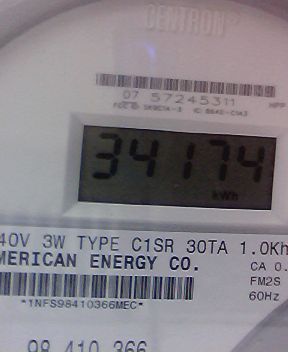 CENTRON®
07 57245311
HPP
34174
kWh
40V 3W TYPE C1SR 30TA 1.0Kh
MERICAN ENERGY CO.
CA 0.
FM2S
*1NFS98410366MEC*
60Hz
98 410 366